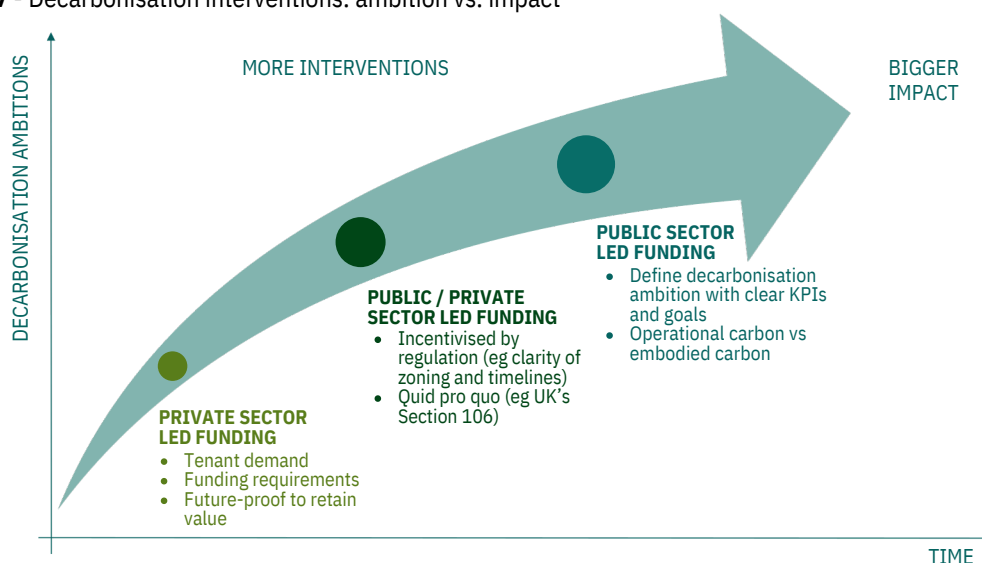 - Decarbonisation interventions: ambition vs. impact
DECARBONISATION AMBITIONS
MORE INTERVENTIONS
BIGGER
IMPACT
PUBLIC SECTOR
LED FUNDING
• Define decarbonisation
ambition with clear KPIs
and goals
• Operational carbon vs
embodied carbon
PUBLIC / PRIVATE
SECTOR LED FUNDING
• Incentivised by
regulation (eg clarity of
zoning and timelines)
• Quid pro quo (eg UK’s
Section 106)
PRIVATE SECTOR
LED FUNDING
• Tenant demand
• Funding requirements
• Future-proof to retain
value
TIME